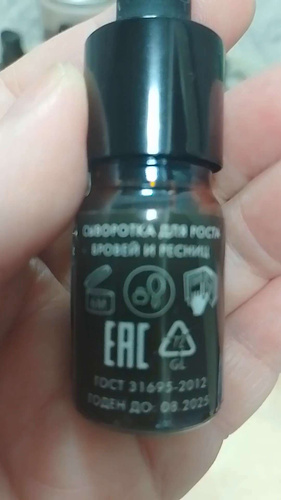 СЫВОРОТКА ДЛЯ РОСТА
БРОВЕЙ И РЕСНИЦ
EAC
GL
ГОСТ 31695-2012
ГОДЕН ДО: 08.2025